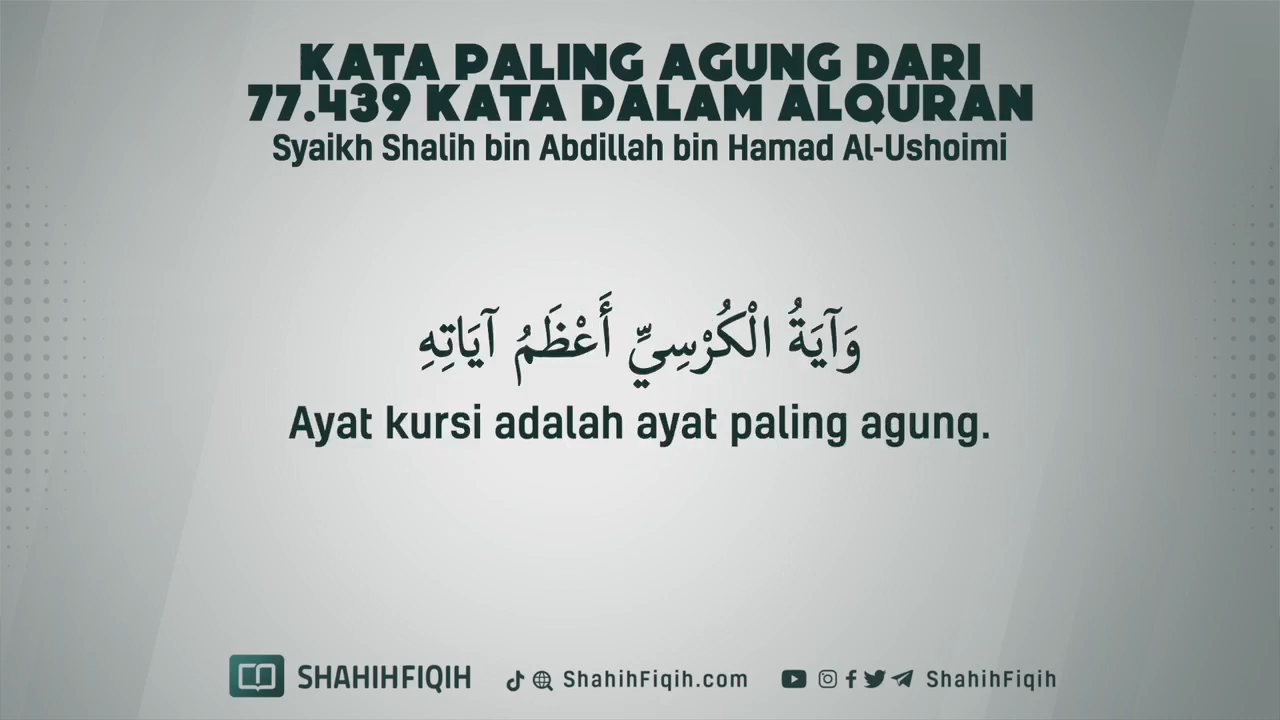 KATA PALING AGUNG DARI
77.439 KATA DALAM ALQURAN
Syaikh Shalih bin Abdillah bin Hamad Al-Ushoimi
وَآيَةُ الْكُرْسِيِّ أَعْظَمُ آيَاتِهِ
Ayat kursi adalah ayat paling agung.
SHAHIHFIQIH ShahihFiqih.com ShahihFiqih